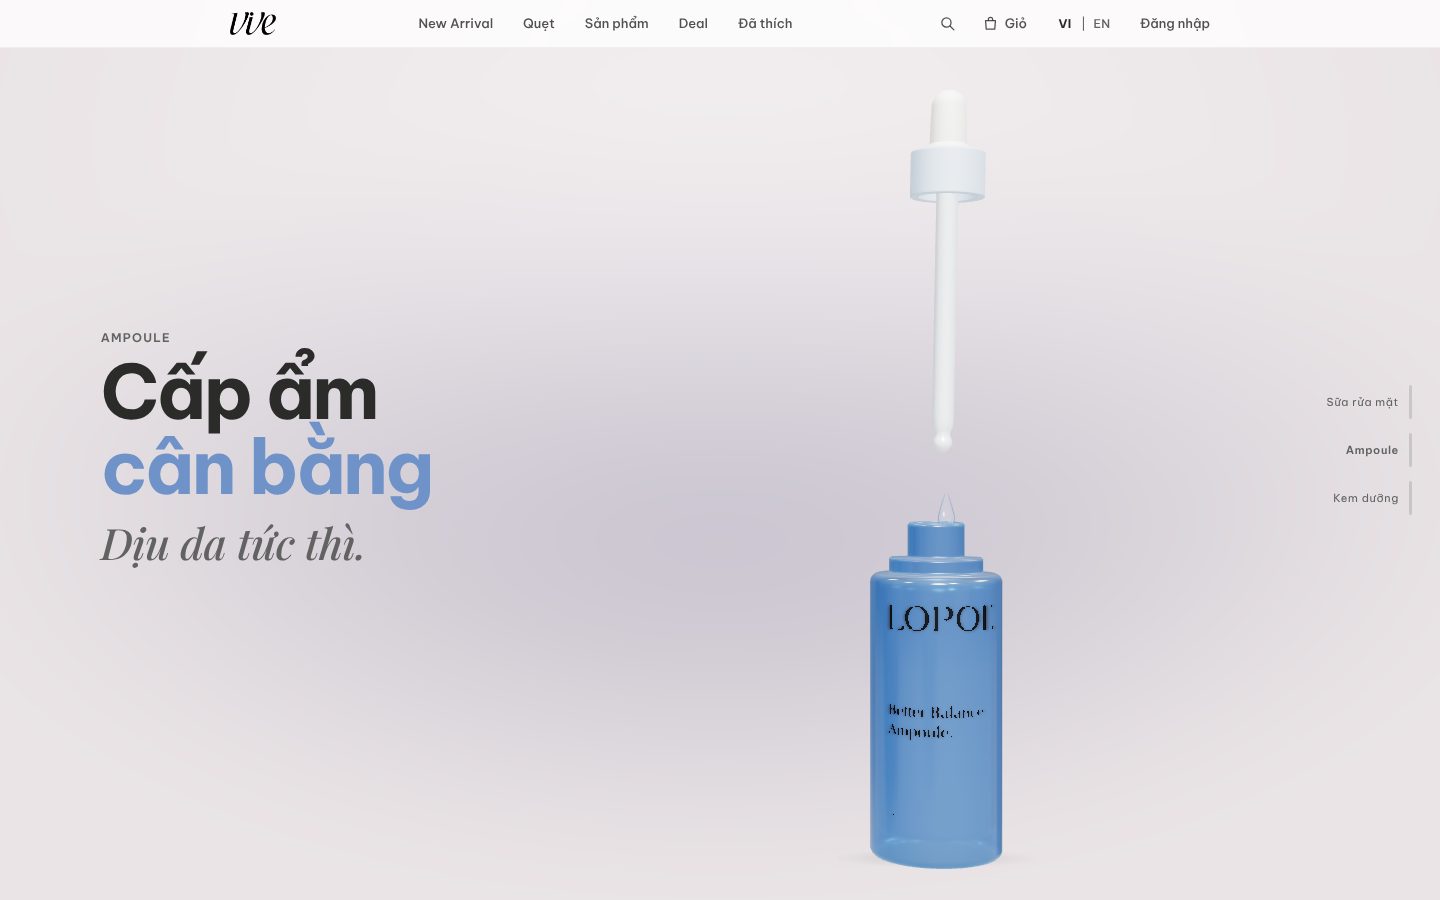 ViVe
New Arrival Quẹt Sản phẩm Deal Đã thích Giỏ VI | EN Đăng nhập
AMPOULE
Cấp ẩm
cân bằng
Dịu da tức thì.
Sữa rửa mặt
Ampoule
Kem dưỡng
Better Balance
Ampoule.